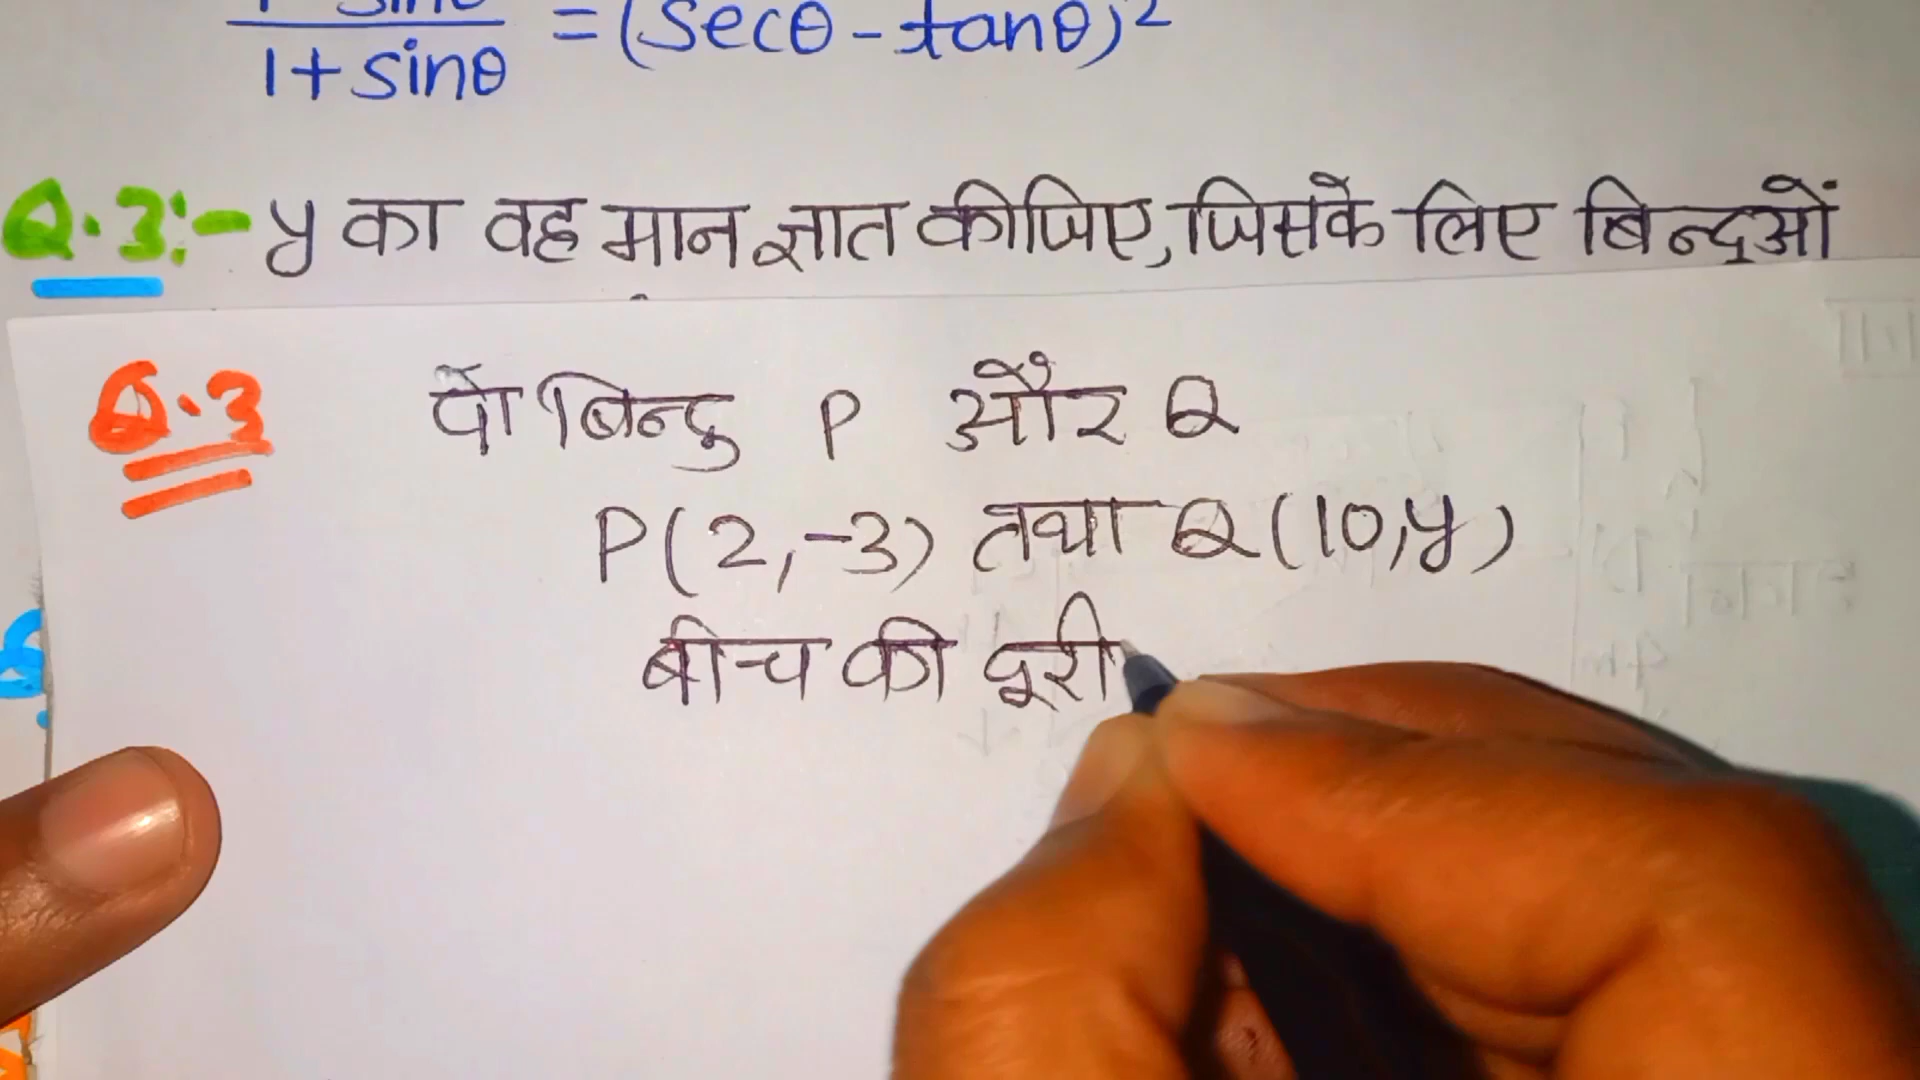 1+sinθ = (secθ-tanθ)²
Q.3:- y का वह मान ज्ञात कीजिए, जिसके लिए बिन्दुओं
Q.3 दो बिन्दु P और Q
P(2,-3) तथा Q(10,y)
बीच की दूरी